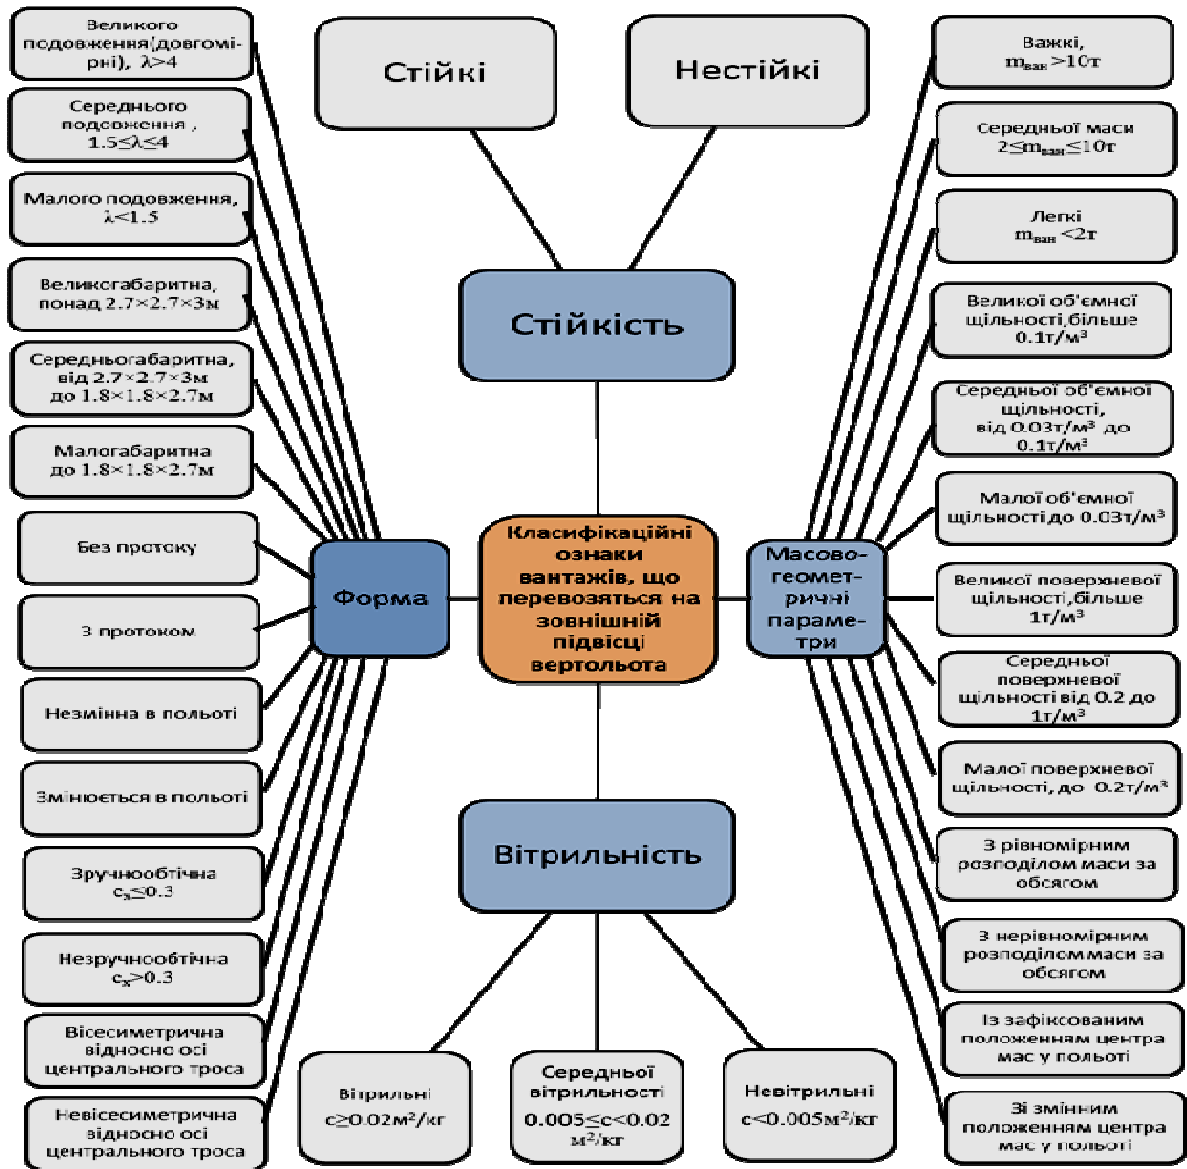 Великого
подовження(довгомі-
рні), λ>4
Середнього
подовження ,
1.5≤λ≤4
Малого подовження,
λ<1.5
Великогабаритна,
понад 2.7×2.7×3м
Середньогабаритна,
від 2.7×2.7×3м
до 1.8×1.8×2.7м
Малогабаритна
до 1.8×1.8×2.7м
Без протоку
З протоком
Незмінна в польоті
Змінюється в польоті
Зручнообтічна
cₓ≤0.3
Незручнообтічна
cₓ>0.3
Вісесиметрична
відносно осі
центрального троса
Невісесиметрична
відносно осі
центрального троса
Форма
Стійкі
Нестійкі
Стійкість
Класифікаційні
ознаки
вантажів, що
перевозяться на
зовнішній
підвісці
вертольота
Вітрильність
Вітрильні
c≥0.02м²/кг
Середньої
вітрильності
0.005≤c<0.02
м²/кг
Невітрильні
c<0.005м²/кг
Масово-
геомет-
ричні
параме-
три
Важкі,
mван >10т
Середньої маси
2≤mван≤10т
Легкі
mван <2т
Великої об'ємної
щільності,більше
0.1т/м³
Середньої об'ємної
щільності,
від 0.03т/м³ до
0.1т/м³
Малої об'ємної
щільності до 0.03т/м³
Великої поверхневої
щільності,більше
1т/м³
Середньої
поверхневої
щільності від 0.2 до
1т/м³
Малої поверхневої
щільності, до 0.2т/м³
З рівномірним
розподілом маси за
обсягом
З нерівномірним
розподілом маси за
обсягом
Із зафіксованим
положенням центра
мас у польоті
Зі змінним
положенням центра
мас у польоті